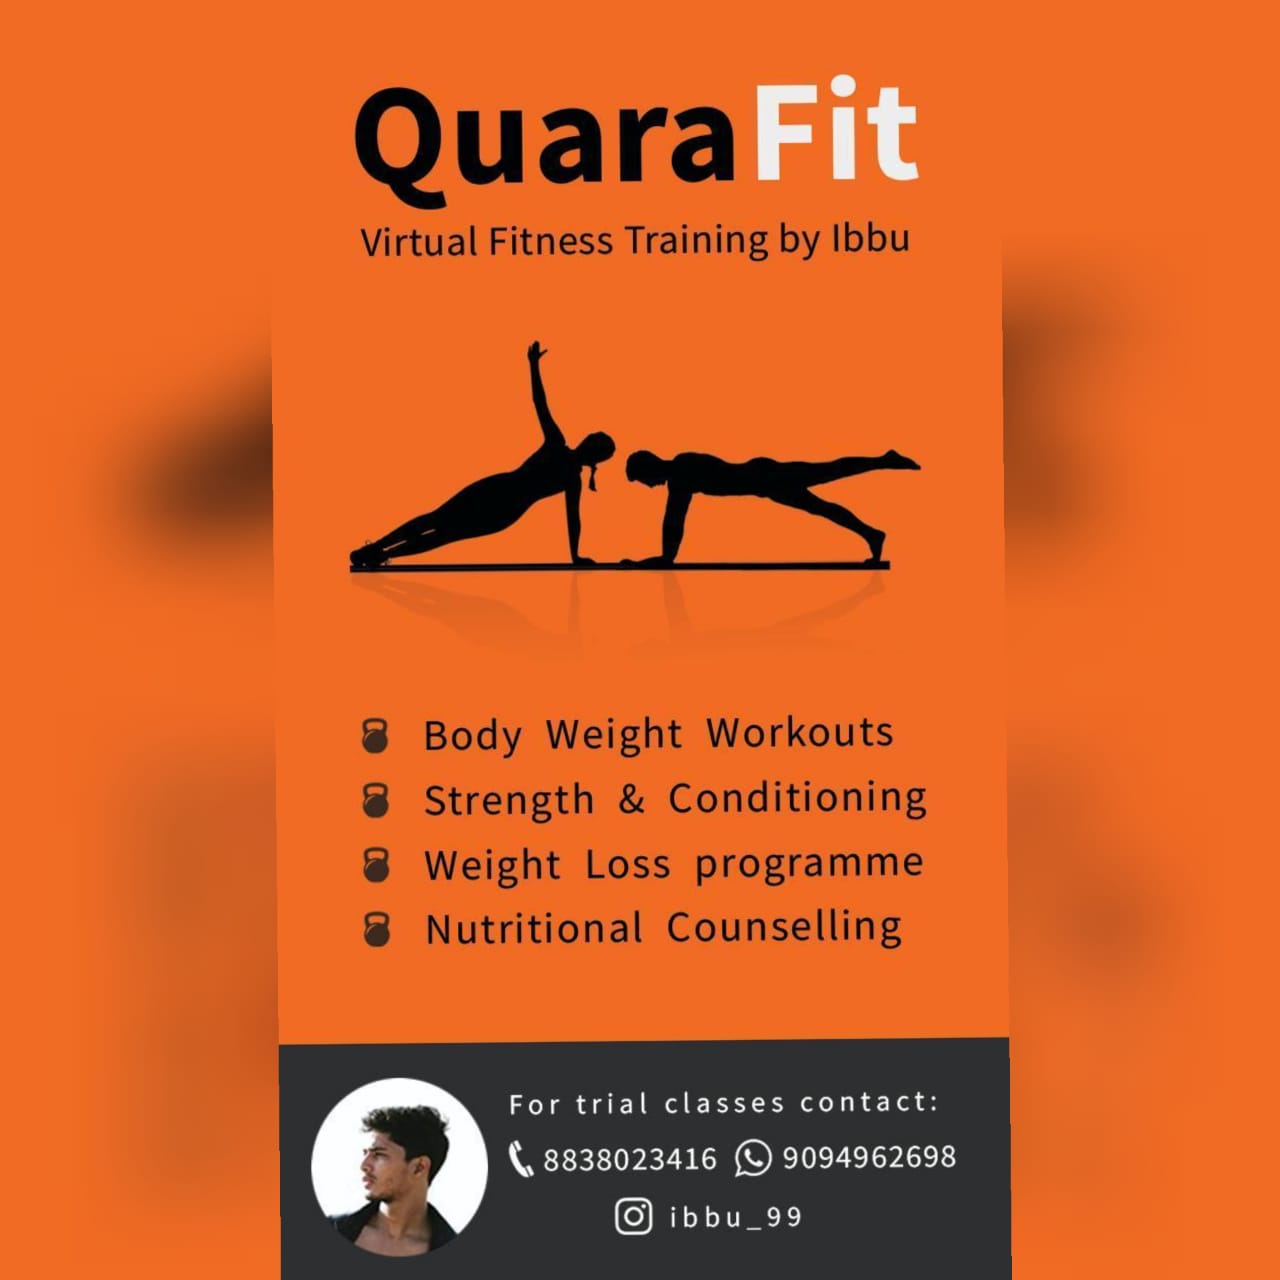 QuaraFit
Virtual Fitness Training by Ibbu
Body Weight Workouts
Strength & Conditioning
Weight Loss programme
Nutritional Counselling
For trial classes contact:
8838023416 9094962698
ibbu_99